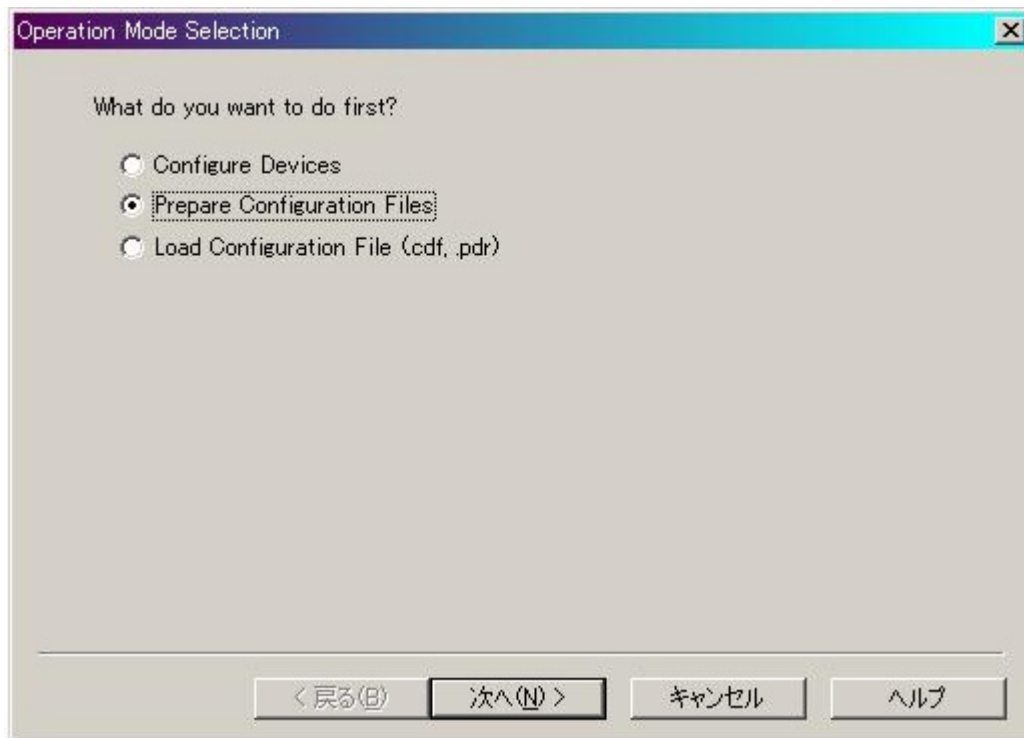 Operation Mode Selection
What do you want to do first?
Configure Devices
Prepare Configuration Files
Load Configuration File (cdf, .pdr)
< 戻る(B)
次へ(N) >
キャンセル
ヘルプ